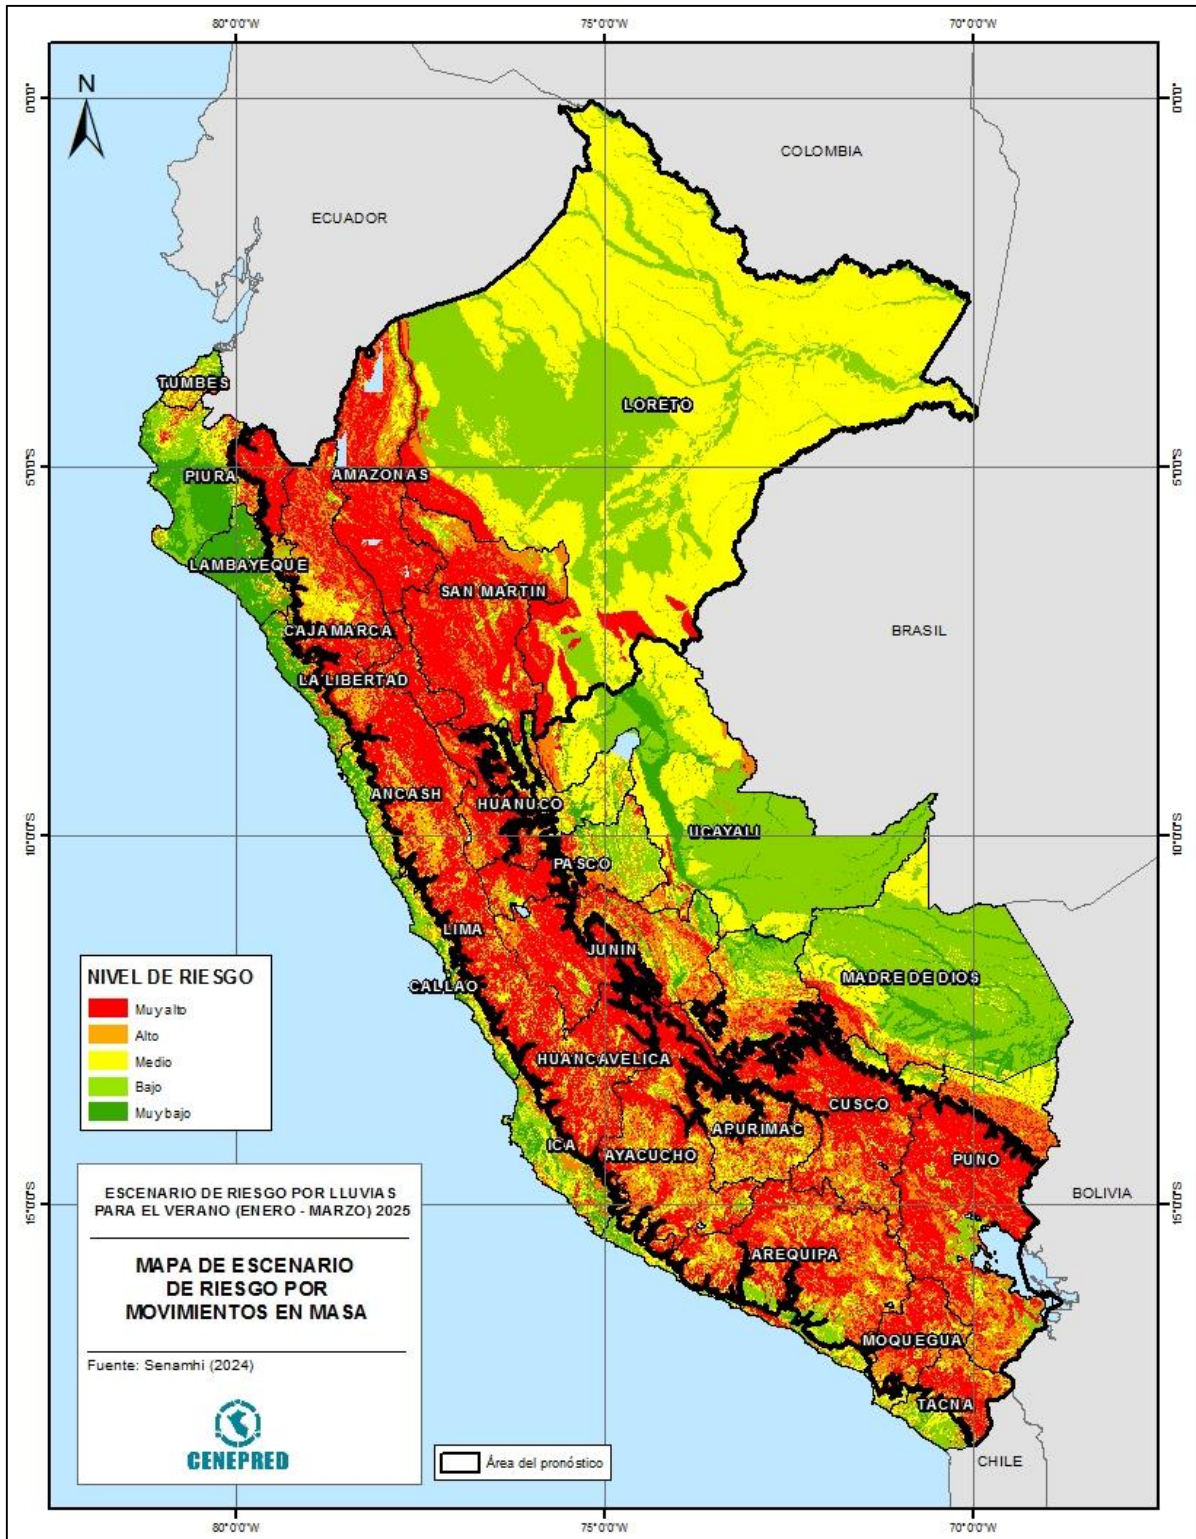 80°0'0"W
75°0'0"W
70°0'0"W
N
0°0'0"
0°0'0"
COLOMBIA
ECUADOR
TUMBES
LORETO
5°0'0"S
PIURA
AMAZONAS
5°0'0"S
LAMBAYEQUE
SAN MARTIN
CAJAMARCA
BRASIL
LA LIBERTAD
ANCASH
HUANUCO
UCAYALI
10°0'0"S
10°0'0"S
PASCO
LIMA
JUNIN
CALLAO
MADRE DE DIOS
NIVEL DE RIESGO
Muy alto
Alto
Medio
Bajo
Muy bajo
HUANCAVELICA
CUSCO
APURIMAC
ICA
AYACUCHO
PUNO
BOLIVIA
15°0'0"S
15°0'0"S
AREQUIPA
MOQUEGUA
TACNA
CHILE
ESCENARIO DE RIESGO POR LLUVIAS
PARA EL VERANO (ENERO - MARZO) 2025
MAPA DE ESCENARIO
DE RIESGO POR
MOVIMIENTOS EN MASA
Fuente: Senamhi (2024)
CENEPRED
Área del pronóstico
80°0'0"W
75°0'0"W
70°0'0"W